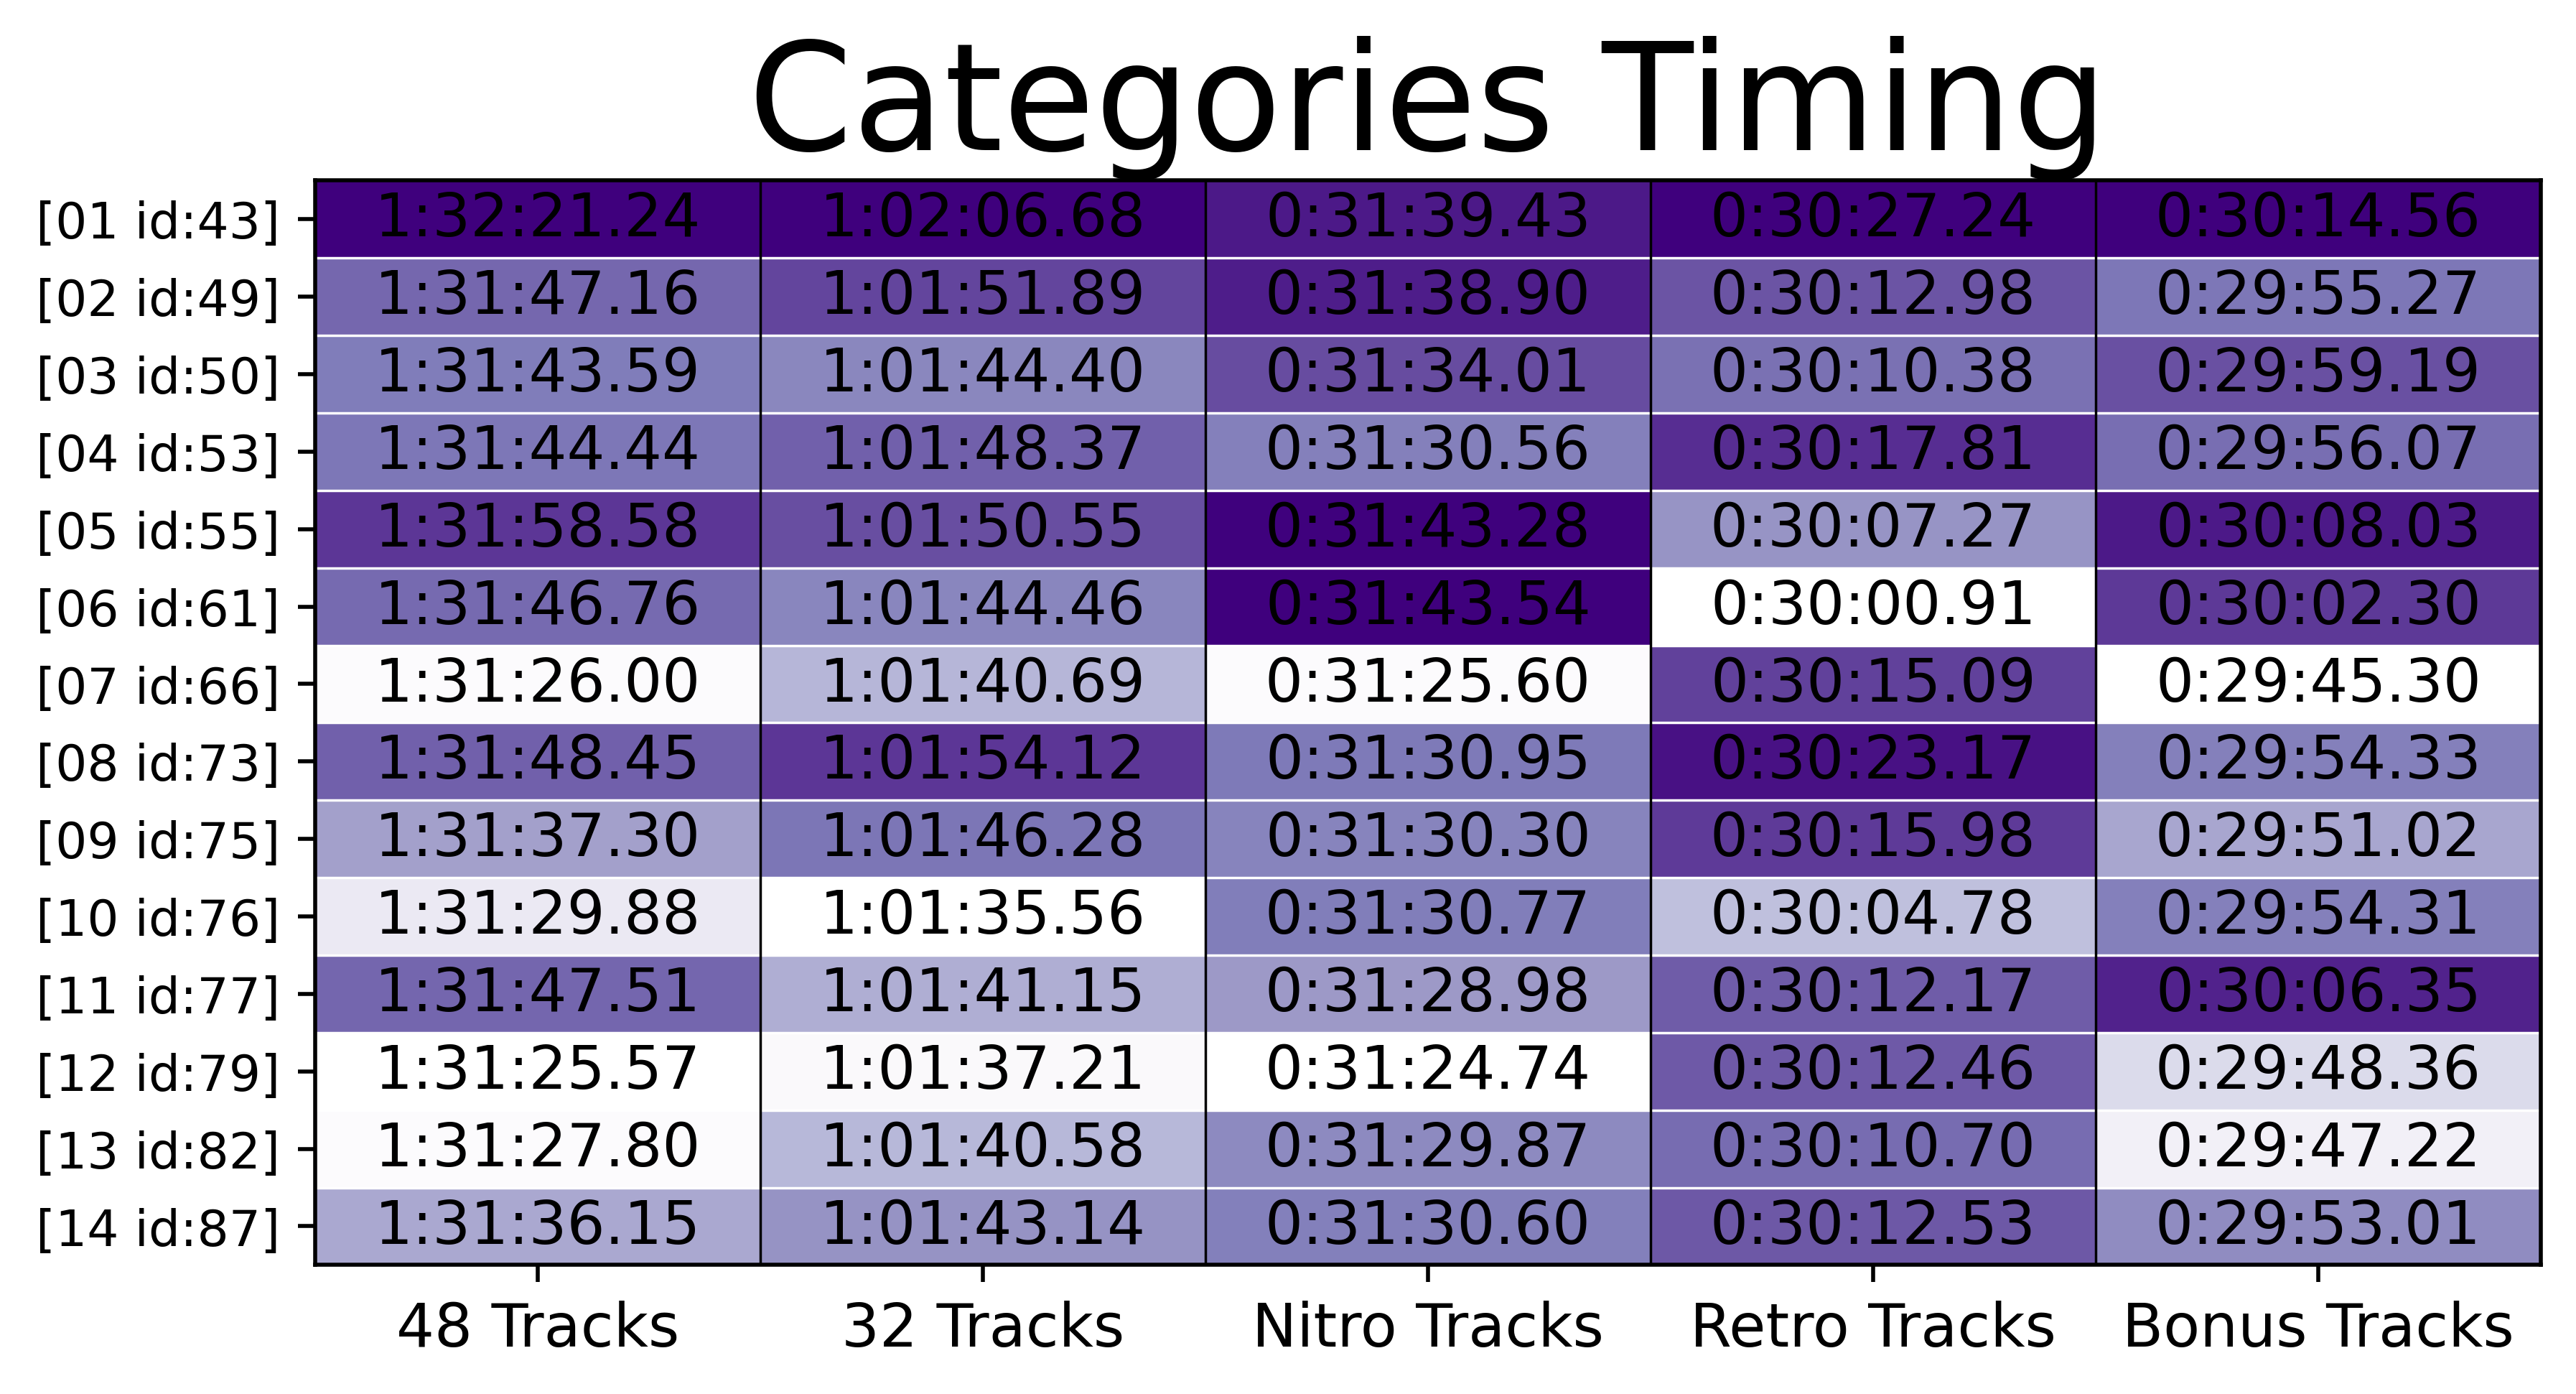 Categories Timing
[01 id:43] 1:32:21.24 1:02:06.68 0:31:39.43 0:30:27.24 0:30:14.56
[02 id:49] 1:31:47.16 1:01:51.89 0:31:38.90 0:30:12.98 0:29:55.27
[03 id:50] 1:31:43.59 1:01:44.40 0:31:34.01 0:30:10.38 0:29:59.19
[04 id:53] 1:31:44.44 1:01:48.37 0:31:30.56 0:30:17.81 0:29:56.07
[05 id:55] 1:31:58.58 1:01:50.55 0:31:43.28 0:30:07.27 0:30:08.03
[06 id:61] 1:31:46.76 1:01:44.46 0:31:43.54 0:30:00.91 0:30:02.30
[07 id:66] 1:31:26.00 1:01:40.69 0:31:25.60 0:30:15.09 0:29:45.30
[08 id:73] 1:31:48.45 1:01:54.12 0:31:30.95 0:30:23.17 0:29:54.33
[09 id:75] 1:31:37.30 1:01:46.28 0:31:30.30 0:30:15.98 0:29:51.02
[10 id:76] 1:31:29.88 1:01:35.56 0:31:30.77 0:30:04.78 0:29:54.31
[11 id:77] 1:31:47.51 1:01:41.15 0:31:28.98 0:30:12.17 0:30:06.35
[12 id:79] 1:31:25.57 1:01:37.21 0:31:24.74 0:30:12.46 0:29:48.36
[13 id:82] 1:31:27.80 1:01:40.58 0:31:29.87 0:30:10.70 0:29:47.22
[14 id:87] 1:31:36.15 1:01:43.14 0:31:30.60 0:30:12.53 0:29:53.01
48 Tracks 32 Tracks Nitro Tracks Retro Tracks Bonus Tracks